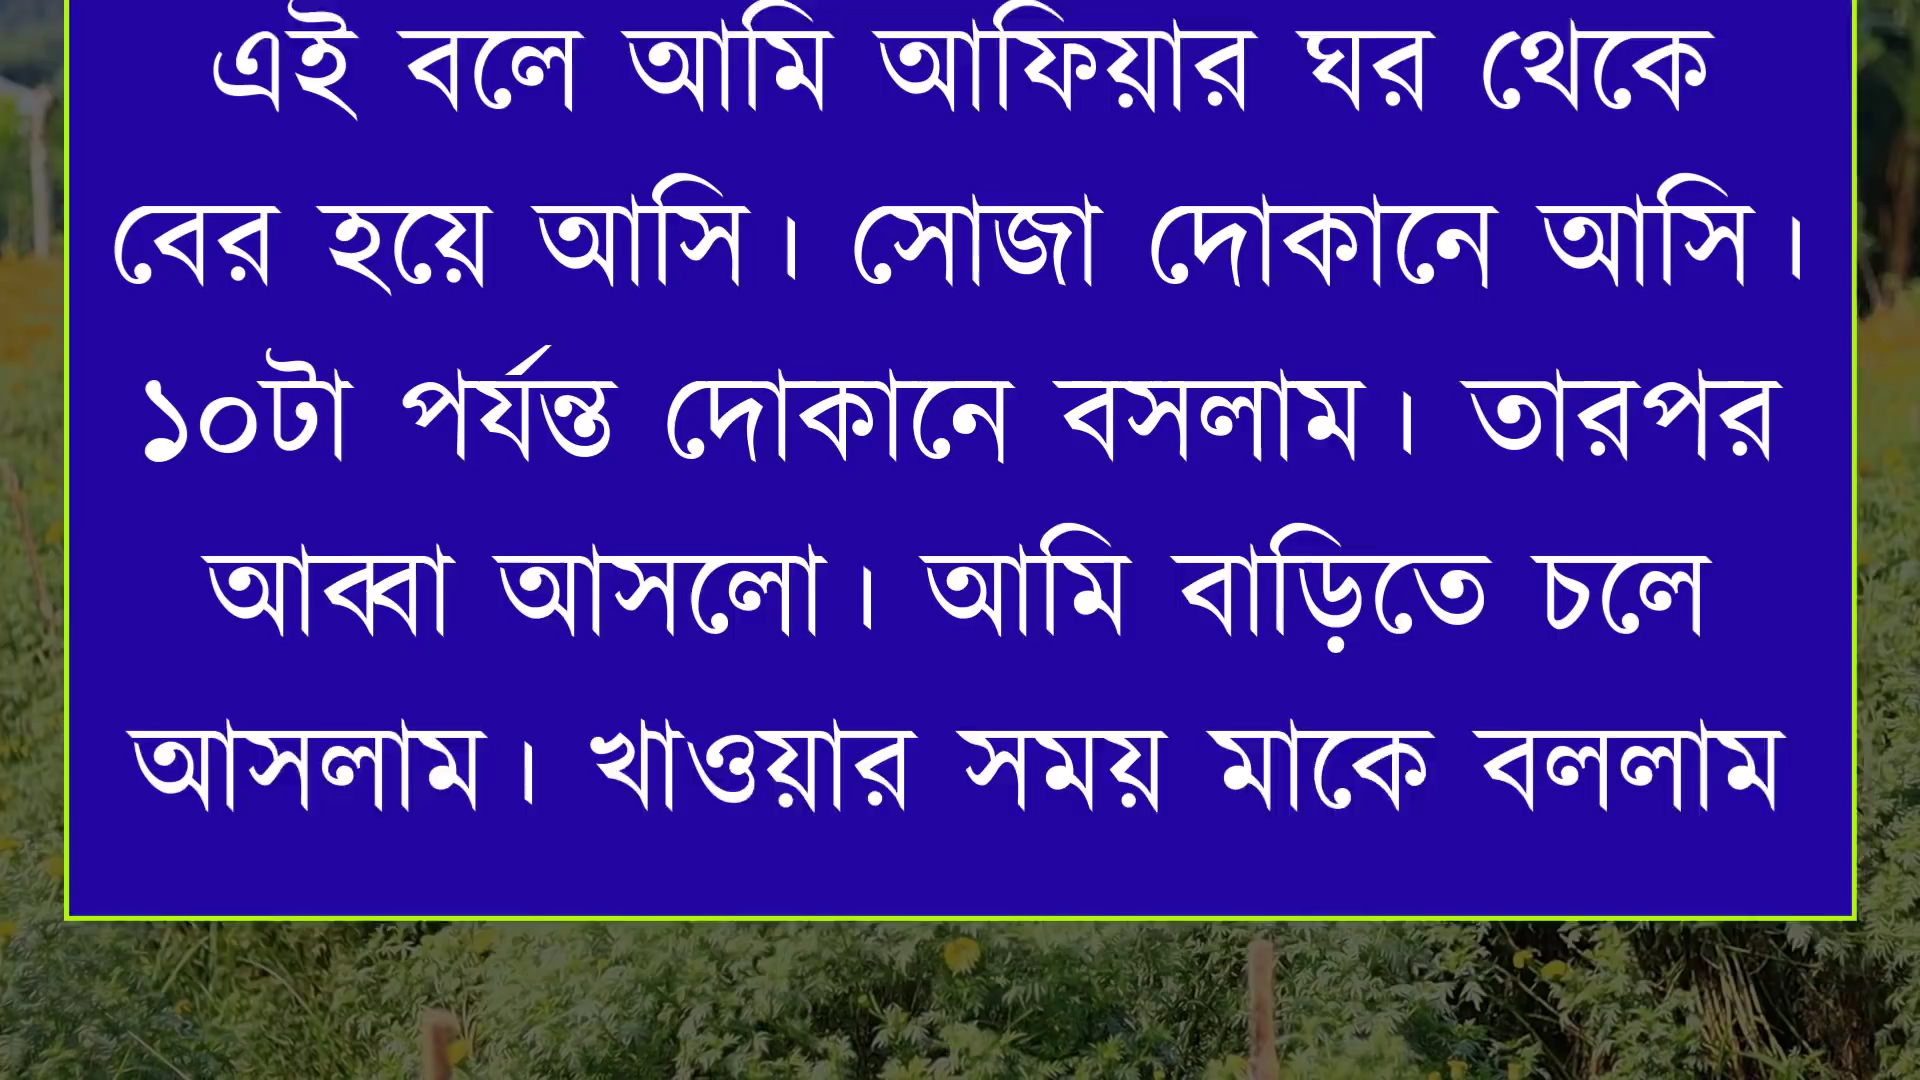 এই বলে আমি আফিয়ার ঘর থেকে
বের হয়ে আসি। সোজা দোকানে আসি।
১০টা পর্যন্ত দোকানে বসলাম। তারপর
আব্বা আসলো। আমি বাড়িতে চলে
আসলাম। খাওয়ার সময় মাকে বললাম